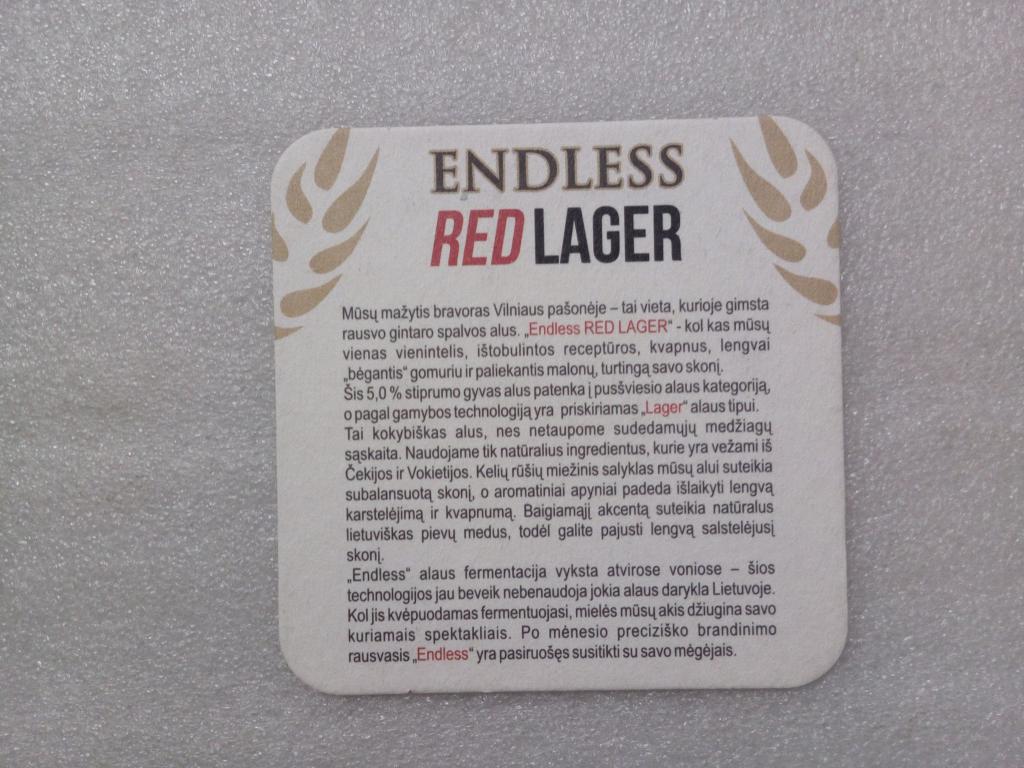 ENDLESS
RED LAGER
Mūsų mažytis bravoras Vilniaus pašonėje – tai vieta, kurioje gimsta
rausvo gintaro spalvos alus. „Endless RED LAGER“ - kol kas mūsų
vienas vienintelis, ištobulintos receptūros, kvapnus, lengvai
„bėgantis“ gomuriu ir paliekantis malonų, turtingą savo skonį.
Šis 5,0 % stiprumo gyvas alus patenka į pusšviesio alaus kategoriją,
o pagal gamybos technologiją yra priskiriamas „Lager“ alaus tipui.
Tai kokybiškas alus, nes netaupome sudedamųjų medžiagų
sąskaita. Naudojame tik natūralius ingredientus, kurie yra vežami iš
Čekijos ir Vokietijos. Kelių rūšių miežinis salyklas mūsų alui suteikia
subalansuotą skonį, o aromatiniai apyniai padeda išlaikyti lengvą
karstelėjimą ir kvapnumą. Baigiamąjį akcentą suteikia natūralus
lietuviškas pievų medus, todėl galite pajusti lengvą salstelėjusį
skonį.
„Endless“ alaus fermentacija vyksta atvirose voniose – šios
technologijos jau beveik nebenaudoja jokia alaus darykla Lietuvoje.
Kol jis kvėpuodamas fermentuojasi, mielės mūsų akis džiugina savo
kuriamais spektakliais. Po mėnesio preciziško brandinimo
rausvasis „Endless“ yra pasiruošęs susitikti su savo mėgėjais.